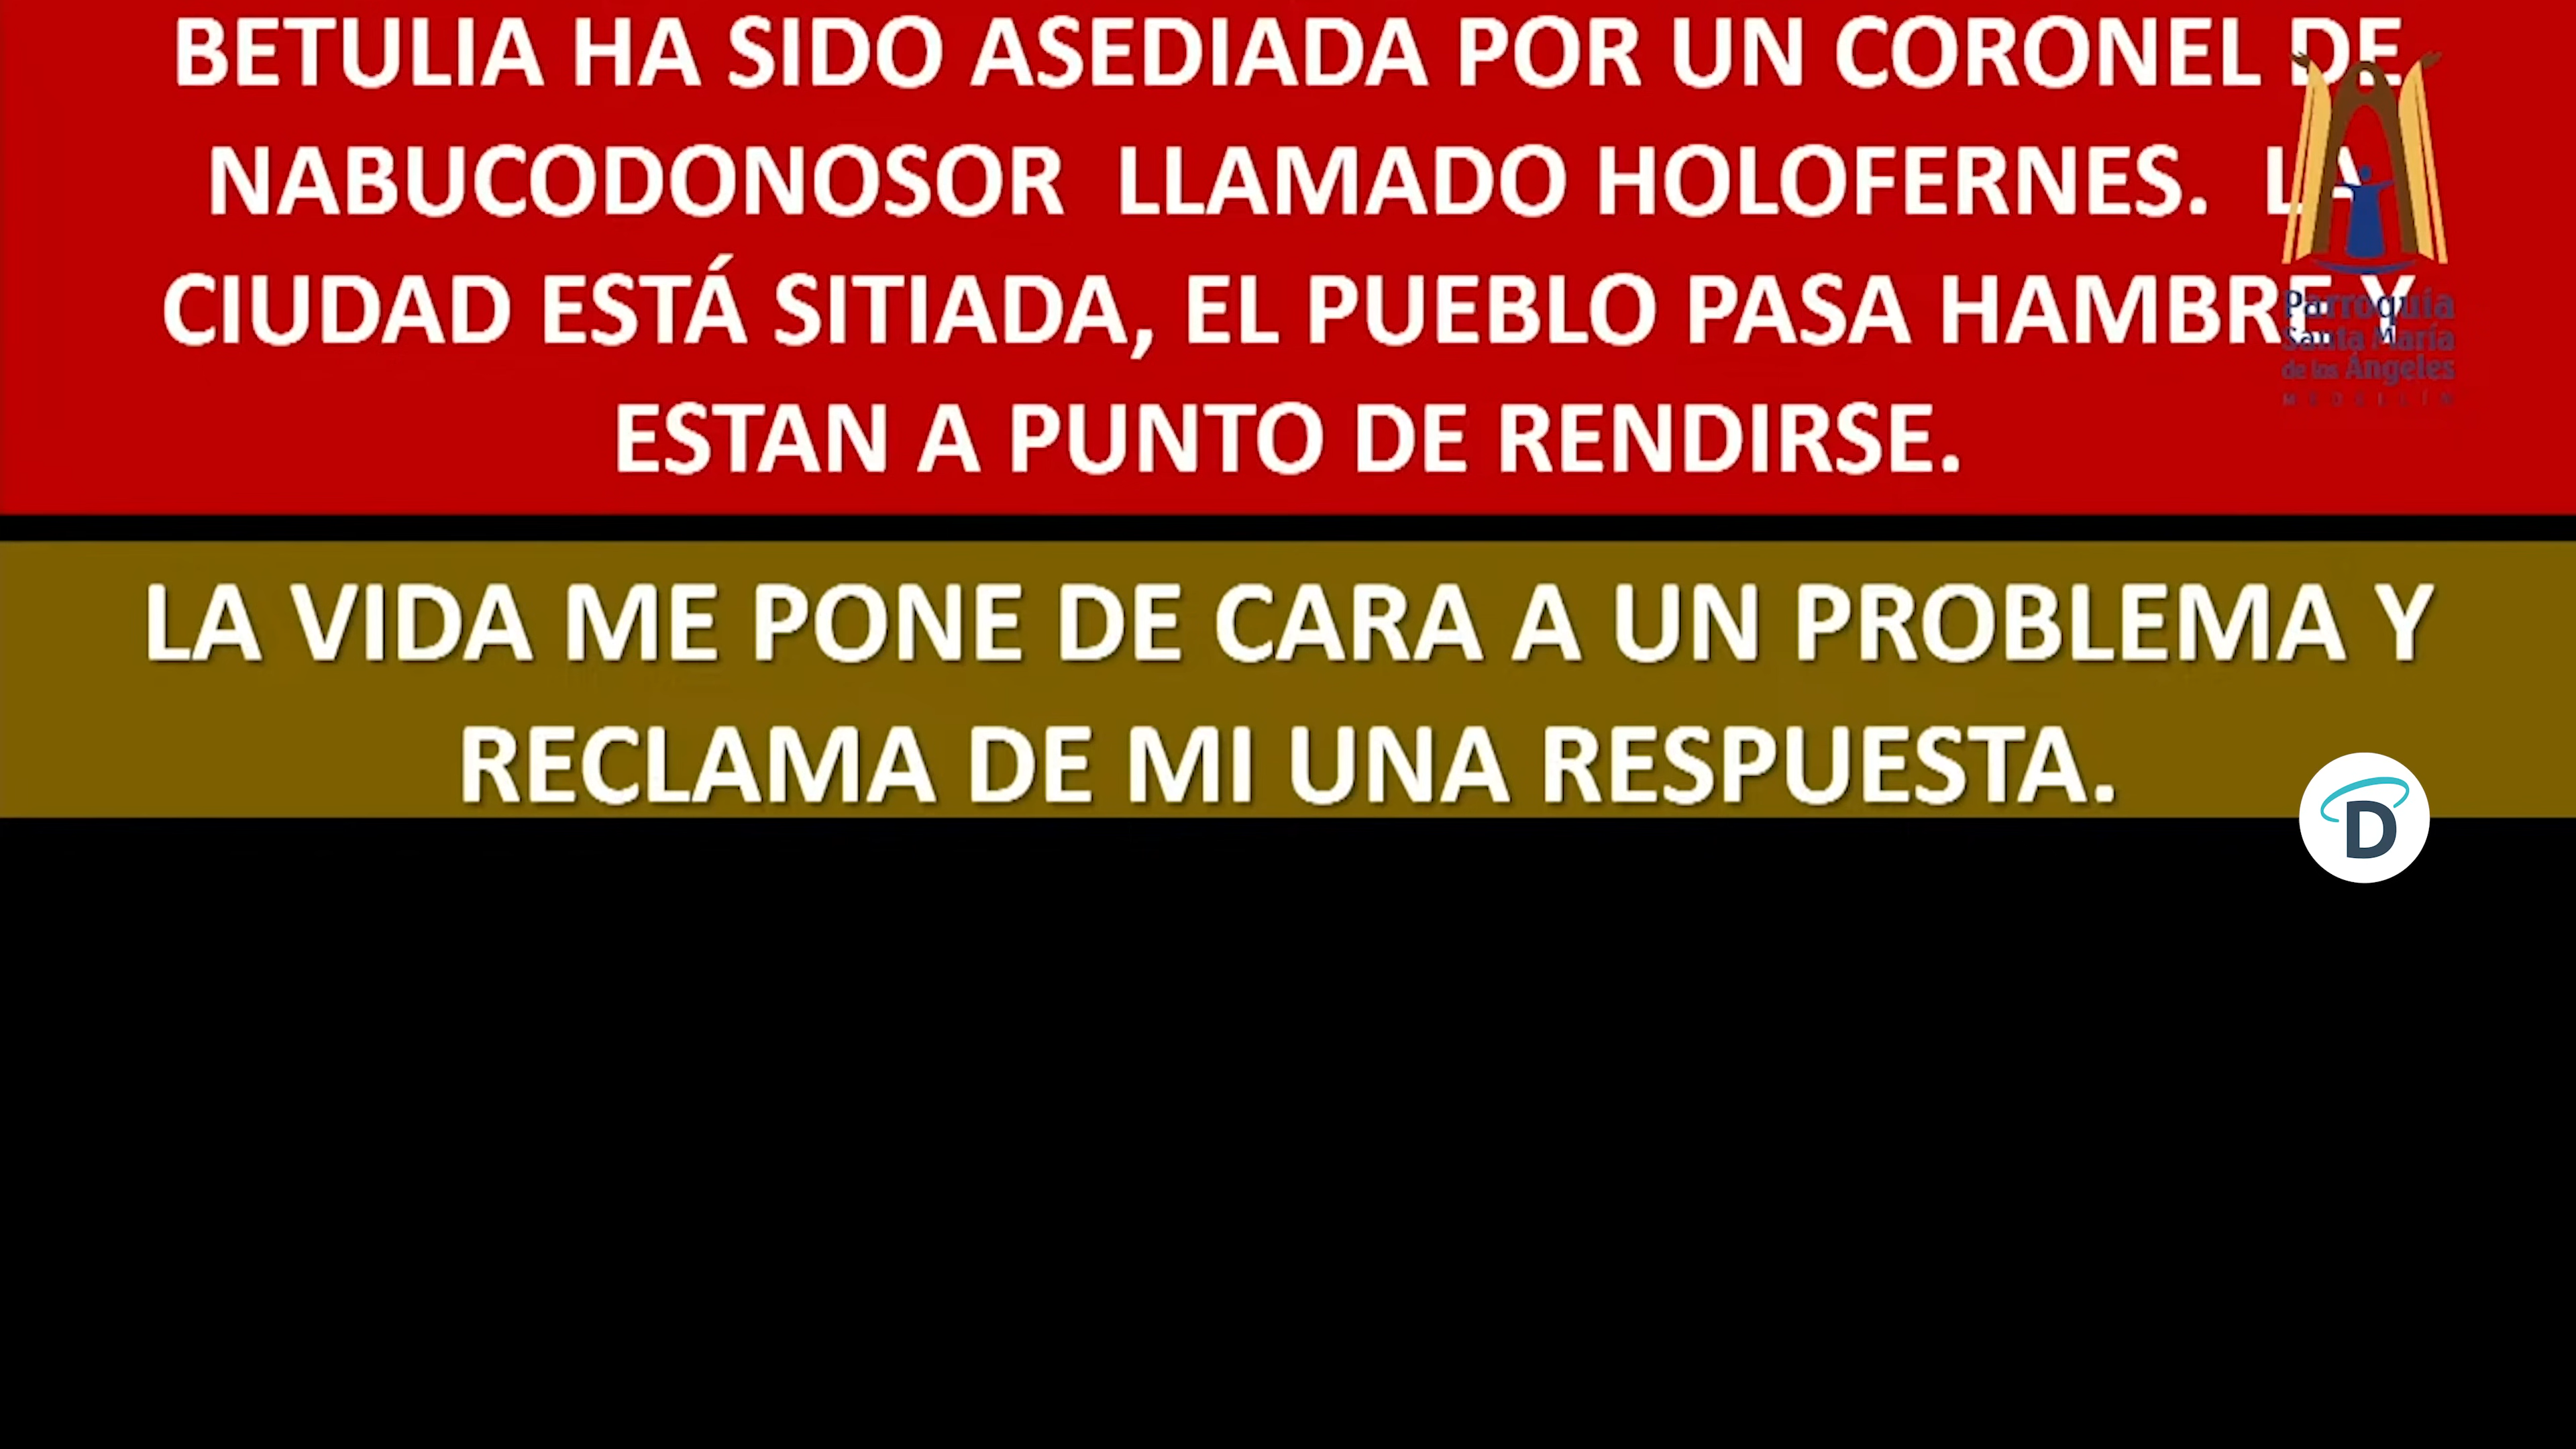 BETULIA HA SIDO ASEDIADA POR UN CORONEL DE
NABUCODONOSOR LLAMADO HOLOFERNES. LA
CIUDAD ESTÁ SITIADA, EL PUEBLO PASA HAMBRE Y
ESTAN A PUNTO DE RENDIRSE.
Parroquia
Santa María
de los Ángeles
MEDELLÍN
LA VIDA ME PONE DE CARA A UN PROBLEMA Y
RECLAMA DE MI UNA RESPUESTA.
D